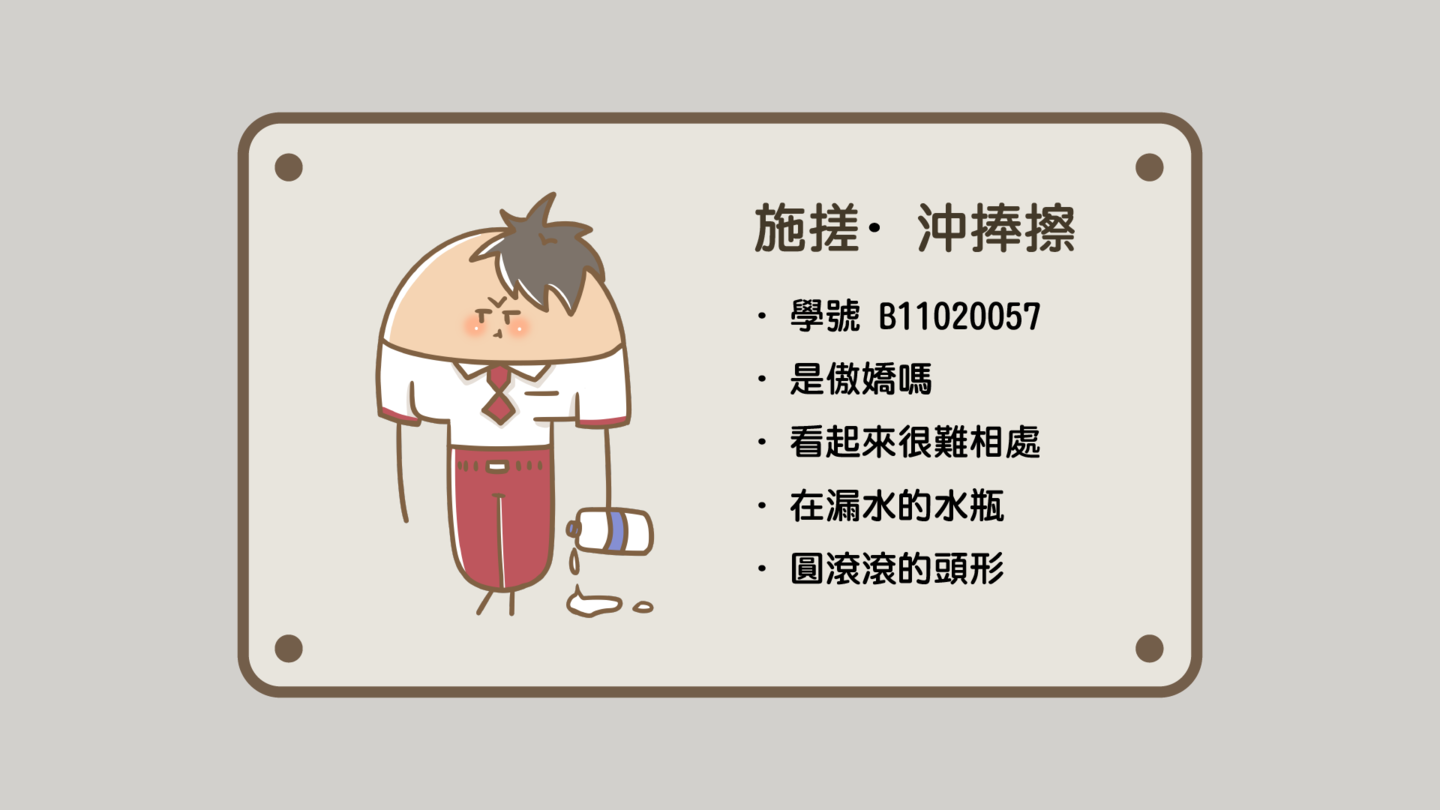 施搓· 沖捧擦
· 學號 B11020057
· 是傲嬌嗎
· 看起來很難相處
· 在漏水的水瓶
· 圓滾滾的頭形